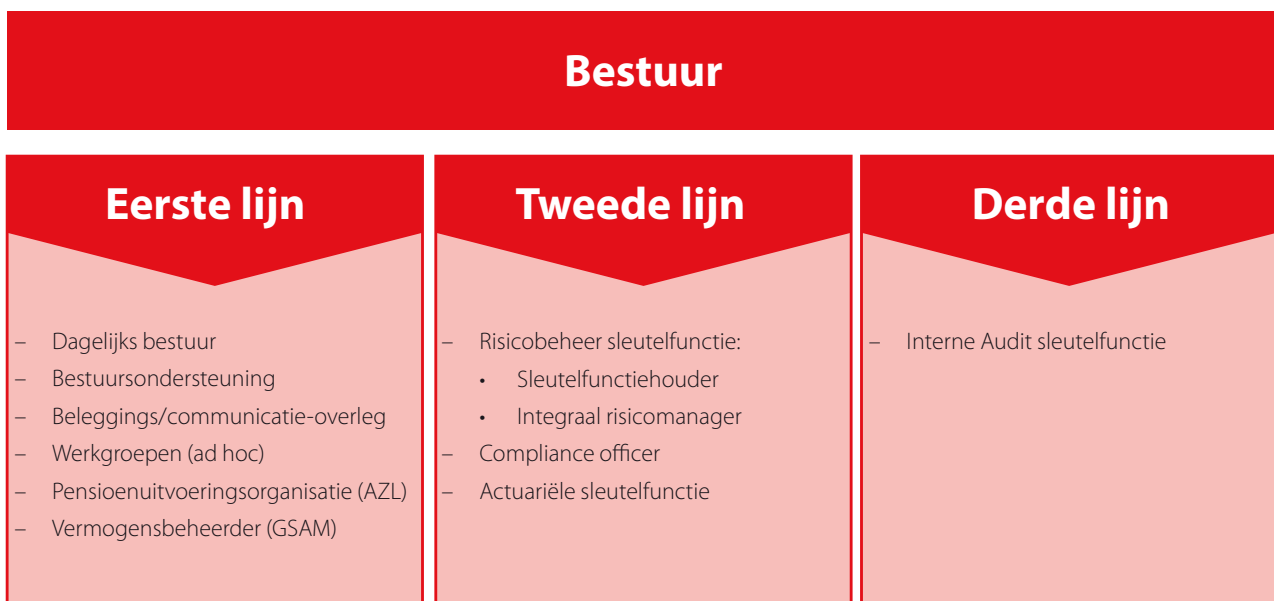 Bestuur
Eerste lijn
– Dagelijks bestuur
– Bestuursondersteuning
– Beleggings/communicatie-overleg
– Werkgroepen (ad hoc)
– Pensioenuitvoeringsorganisatie (AZL)
– Vermogensbeheerder (GSAM)
Tweede lijn
– Risicobeheer sleutelfunctie:
• Sleutelfunctiehouder
• Integraal risicomanager
– Compliance officer
– Actuariële sleutelfunctie
Derde lijn
– Interne Audit sleutelfunctie